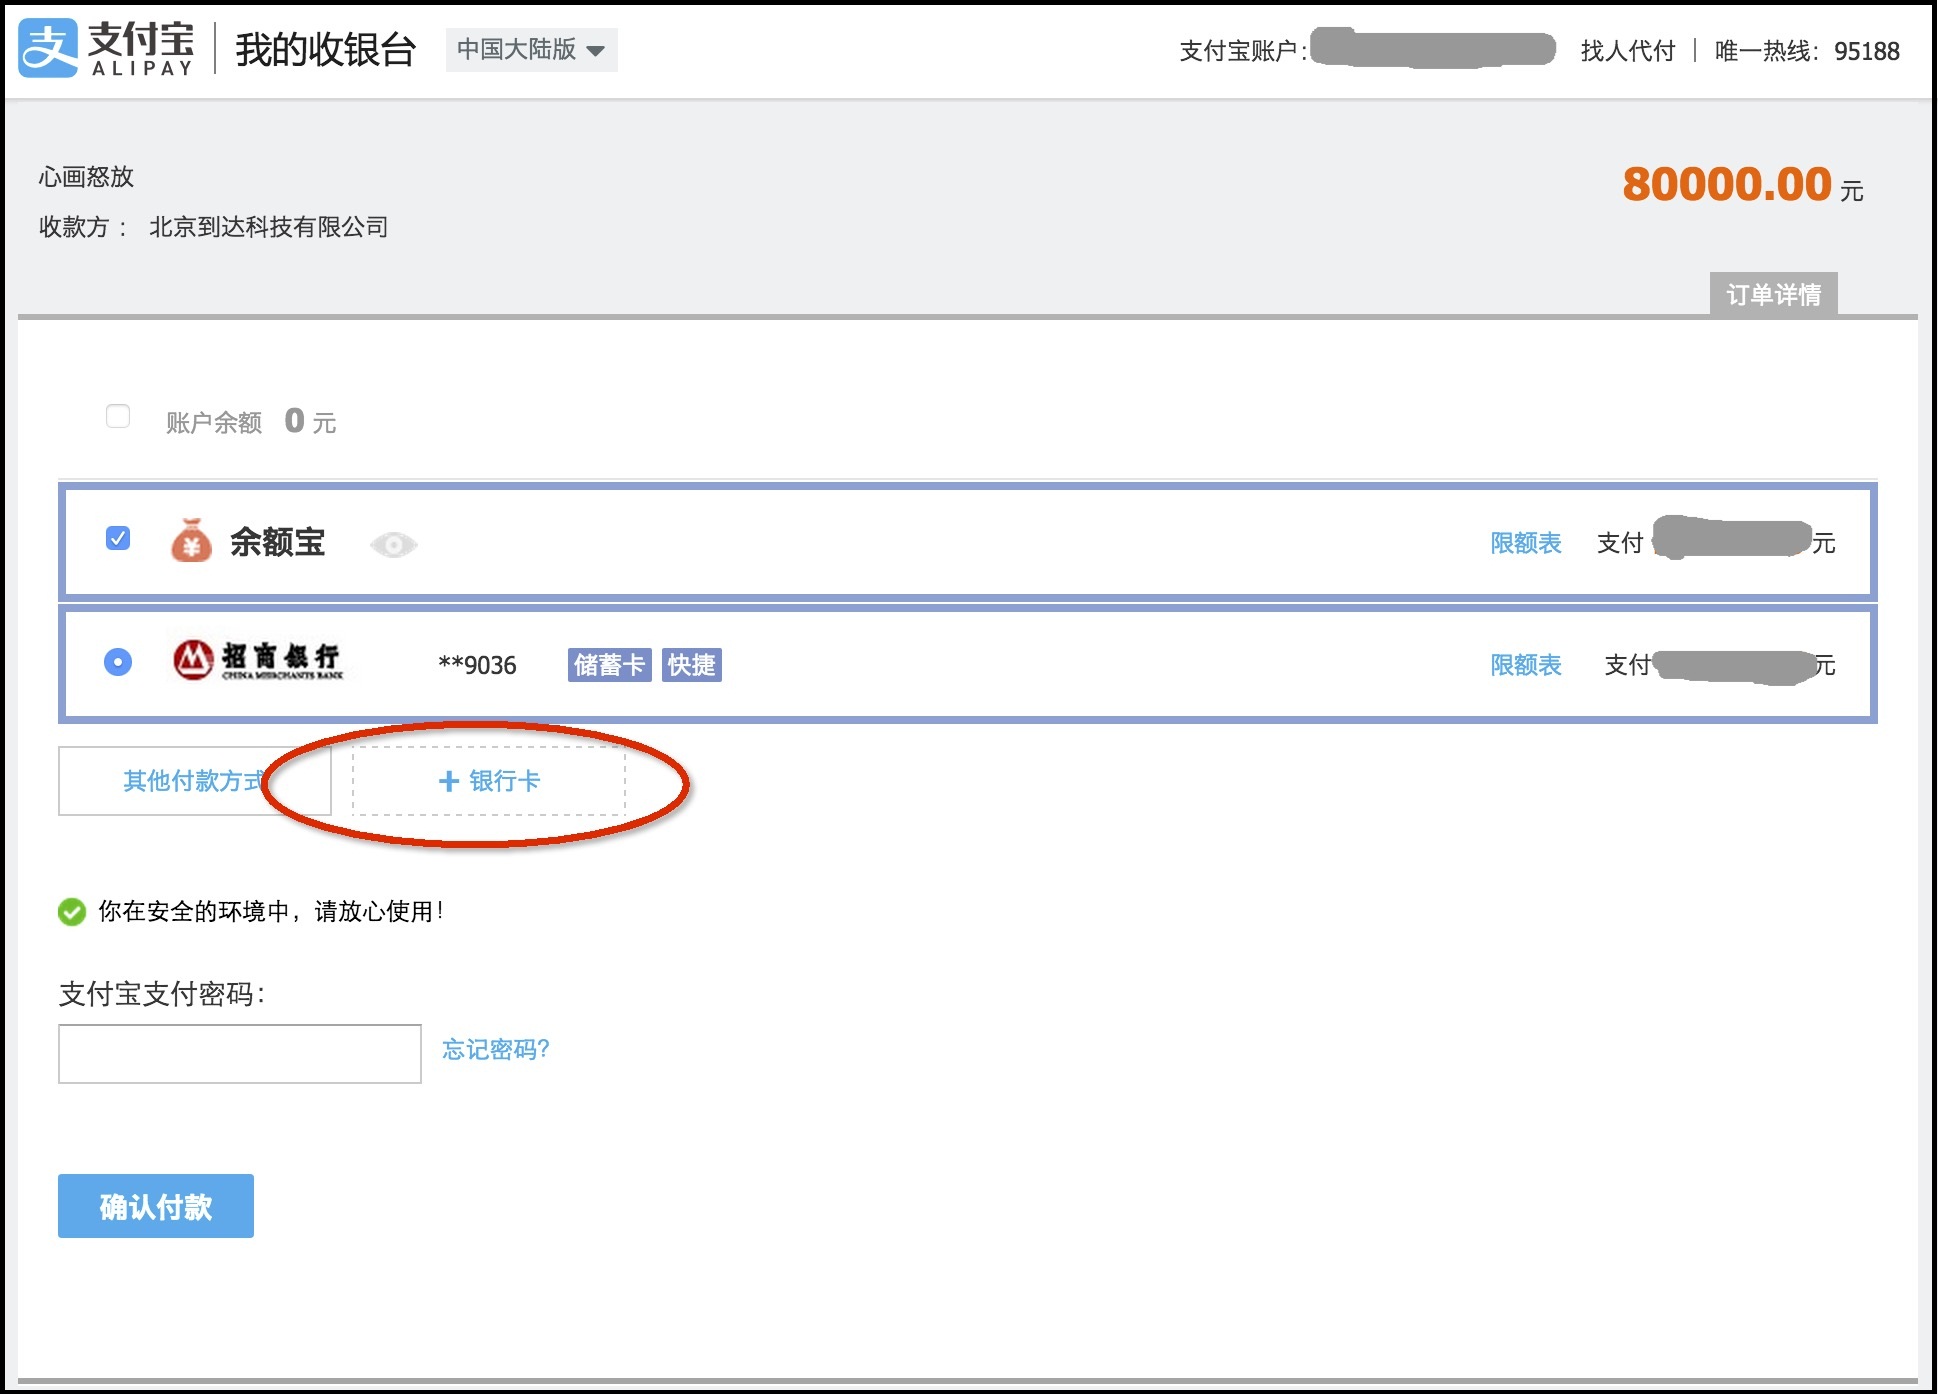 支付宝 ALIPAY 我的收银台 中国大陆版 支付宝账户: 找人代付 唯一热线: 95188
心画怒放 80000.00 元
收款方： 北京到达科技有限公司
订单详情
账户余额 0 元
余额宝 限额表 支付 元
招商银行 CHINA MERCHANTS BANK **9036 储蓄卡 快捷 限额表 支付 元
其他付款方式 + 银行卡
你在安全的环境中，请放心使用！
支付宝支付密码：
忘记密码?
确认付款